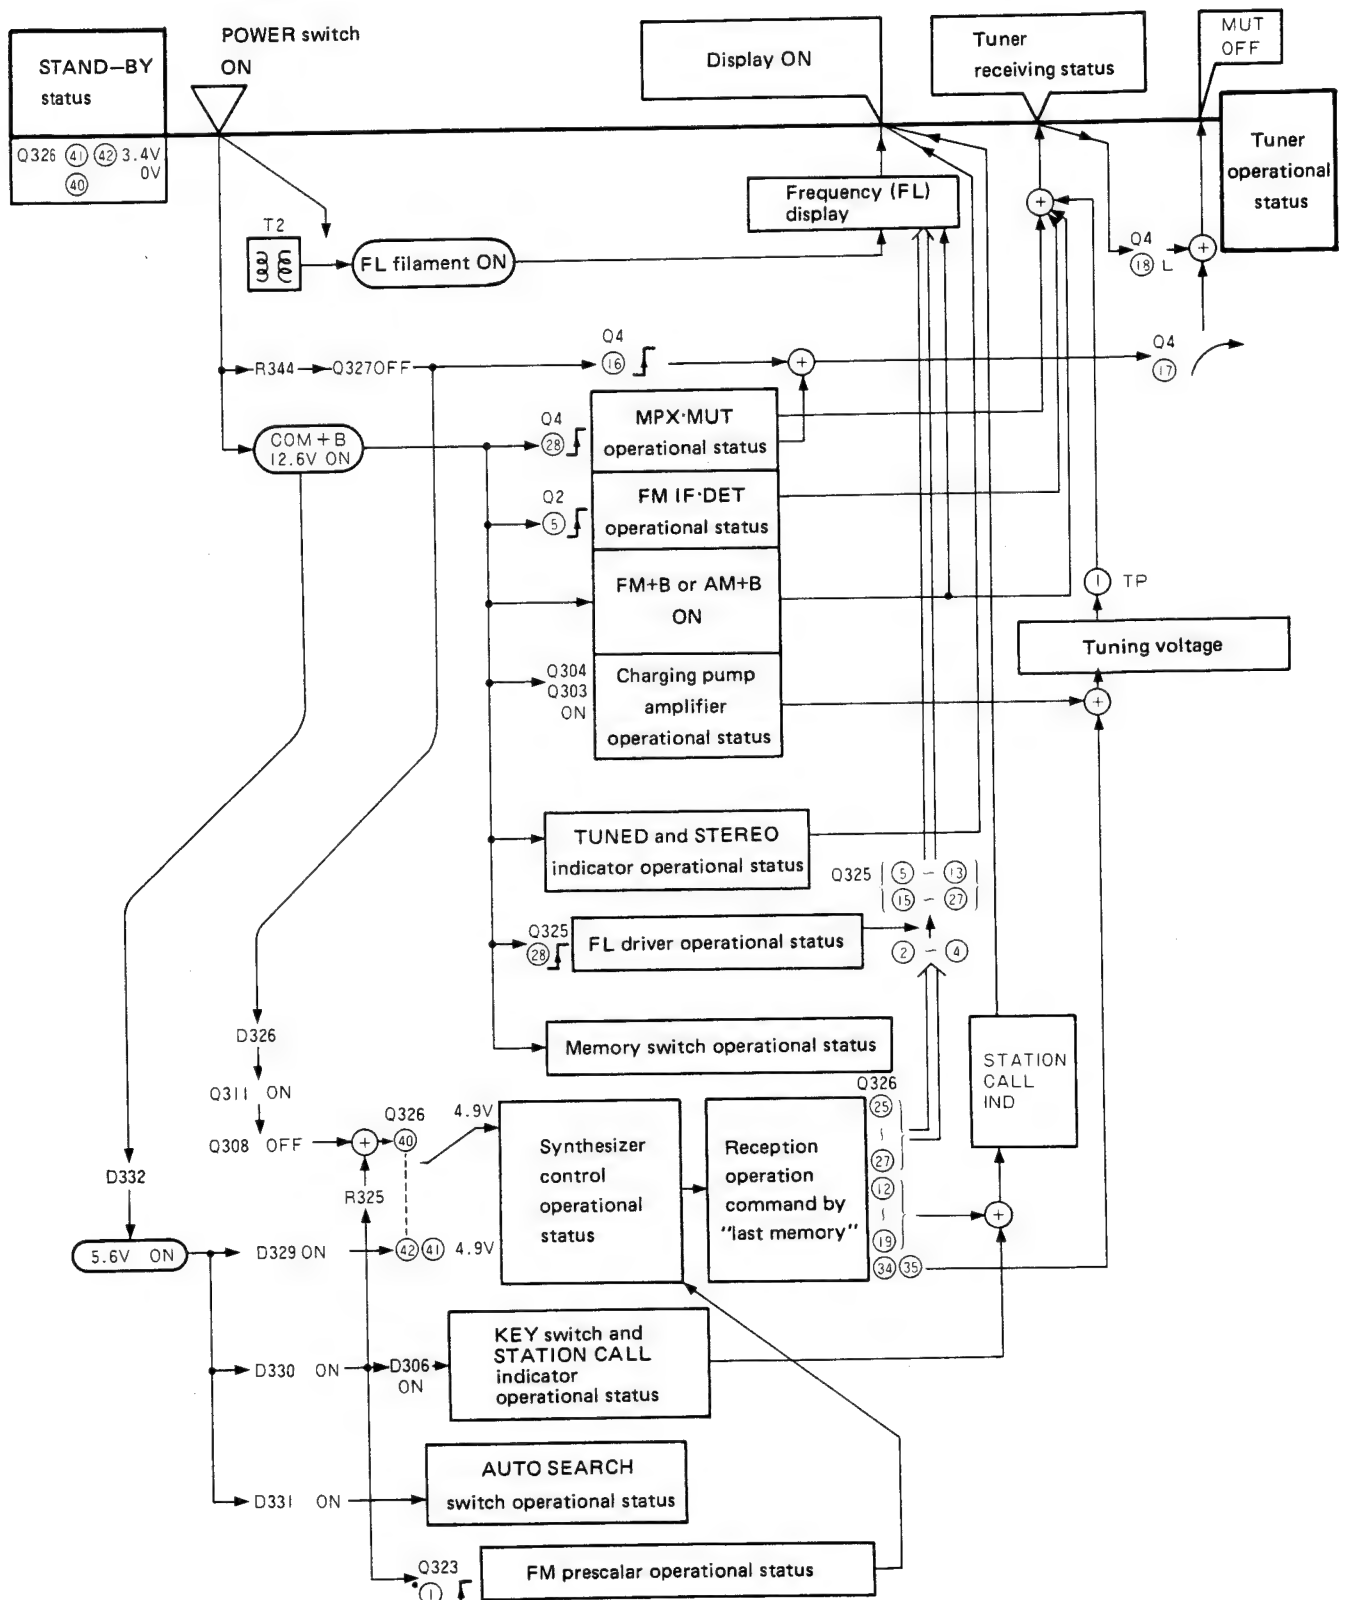 STAND-BY
status
Q326 (41) (42) 3.4V
0V
(40)
POWER switch
ON
Display ON
Tuner
receiving status
MUT
OFF
Tuner
operational
status
Frequency (FL)
display
T2
FL filament ON
Q4
(18) L
R344
Q327OFF
Q4
(16)
+
Q4
(17)
COM+B
12.6V ON
Q4
(28)
MPX·MUT
operational status
Q2
(5)
FM IF·DET
operational status
FM+B or AM+B
ON
(1) TP
Tuning voltage
Q304
Q303
ON
Charging pump
amplifier
operational status
+
TUNED and STEREO
indicator operational status
Q325
(5) ~ (13)
(15) ~ (27)
Q325
(28)
FL driver operational status
(2) ~ (4)
Memory switch operational status
STATION
CALL
IND
D326
Q311 ON
Q308 OFF
+
Q326
(40)
4.9V
Synthesizer
control
operational
status
Reception
operation
command by
"last memory"
Q326
(25)
~
(27)
(12)
~
(19)
(34) (35)
+
D332
R325
5.6V ON
D329 ON
(42) (41) 4.9V
D330 ON
D306
ON
KEY switch and
STATION CALL
indicator
operational status
D331 ON
AUTO SEARCH
switch operational status
Q323
(1)
FM prescalar operational status